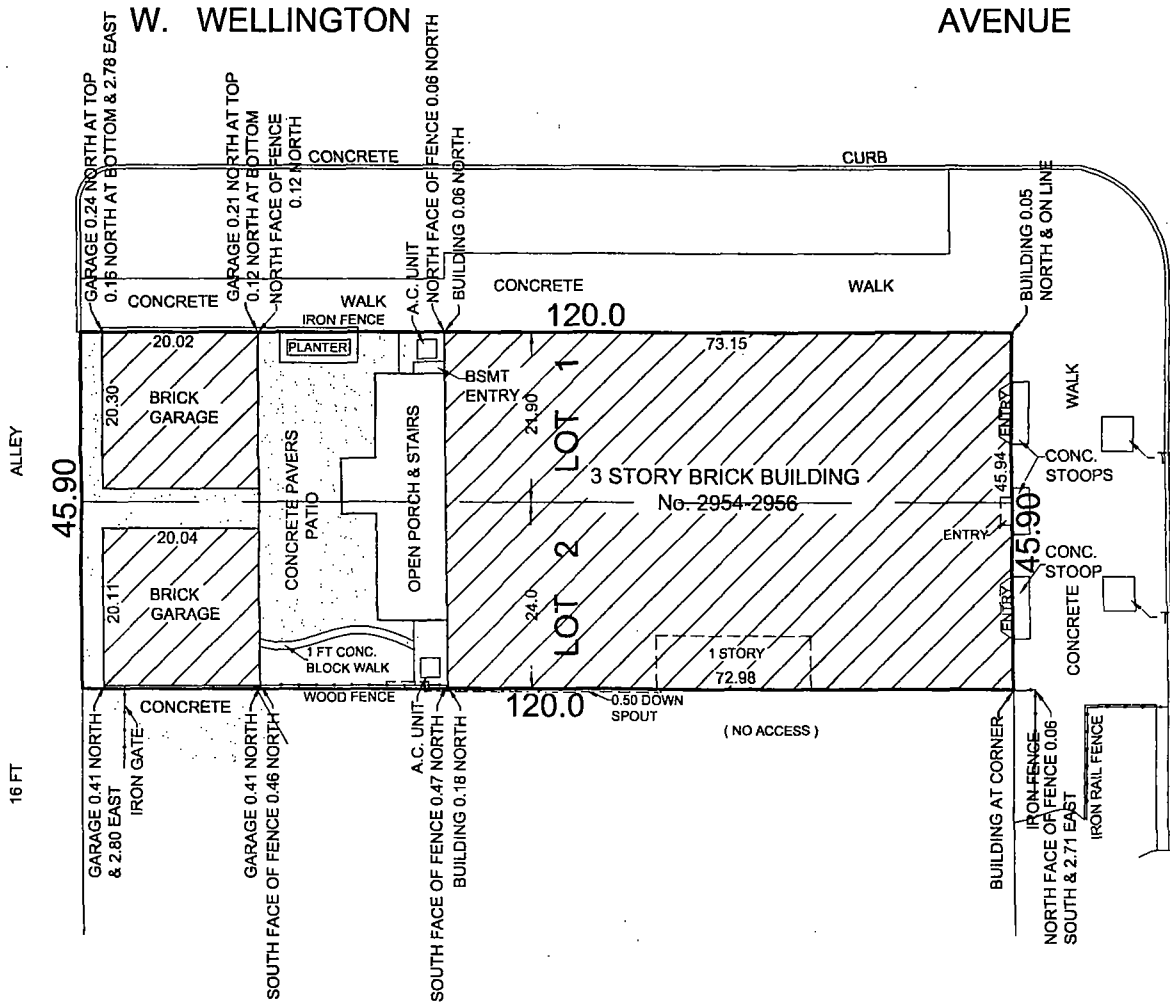 W. WELLINGTON AVENUE
GARAGE 0.24 NORTH AT TOP
0.16 NORTH AT BOTTOM & 2.78 EAST
GARAGE 0.21 NORTH AT TOP
0.12 NORTH AT BOTTOM
NORTH FACE OF FENCE
0.12 NORTH
NORTH FACE OF FENCE 0.06 NORTH
BUILDING 0.06 NORTH
BUILDING 0.05
NORTH & ON LINE
CONCRETE CURB
CONCRETE WALK
CONCRETE WALK
IRON FENCE
A.C. UNIT
120.0
20.02
PLANTER
73.15
BSMT
ENTRY
20.30
BRICK
GARAGE
21.90
LOT 1
ALLEY
45.90
CONCRETE PAVERS
PATIO
OPEN PORCH & STAIRS
3 STORY BRICK BUILDING
No. 2954-2956
ENTRY
45.94
45.90
ENTRY
ENTRY
WALK
CONC.
STOOPS
CONC.
STOOP
CONCRETE
20.04
20.11
BRICK
GARAGE
24.0
LOT 2
1 FT CONC.
BLOCK WALK
1 STORY
72.98
WOOD FENCE
CONCRETE
120.0
0.50 DOWN
SPOUT
( NO ACCESS )
16 FT
GARAGE 0.41 NORTH
& 2.80 EAST
IRON GATE
GARAGE 0.41 NORTH
SOUTH FACE OF FENCE 0.46 NORTH
A.C. UNIT
SOUTH FACE OF FENCE 0.47 NORTH
BUILDING 0.18 NORTH
BUILDING AT CORNER
IRON FENCE
NORTH FACE OF FENCE 0.06
SOUTH & 2.71 EAST
IRON RAIL FENCE